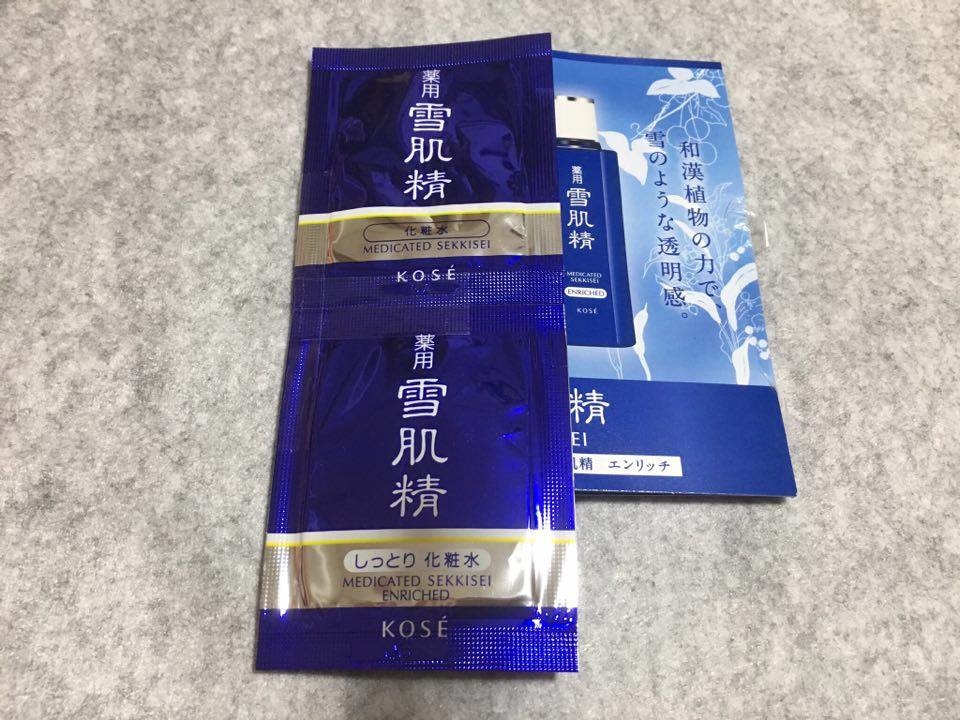 薬用
雪肌精
化粧水
MEDICATED SEKKISEI
KOSÉ
薬用
雪肌精
しっとり 化粧水
MEDICATED SEKKISEI
ENRICHED
KOSÉ
和漢植物の力で、
雪のような透明感。
薬用
雪肌精
MEDICATED
SEKKISEI
ENRICHED
KOSÉ
精
EI
肌精 エンリッチ